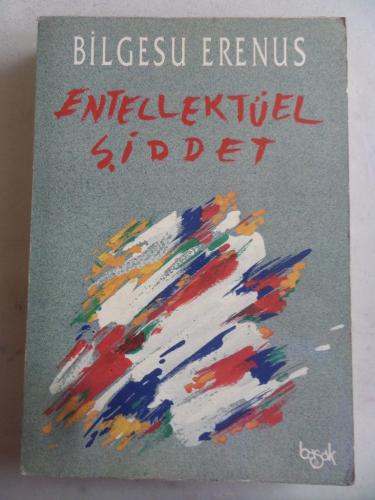 BİLGESU ERENUS
ENTELLEKTÜEL
ŞİDDET
başak